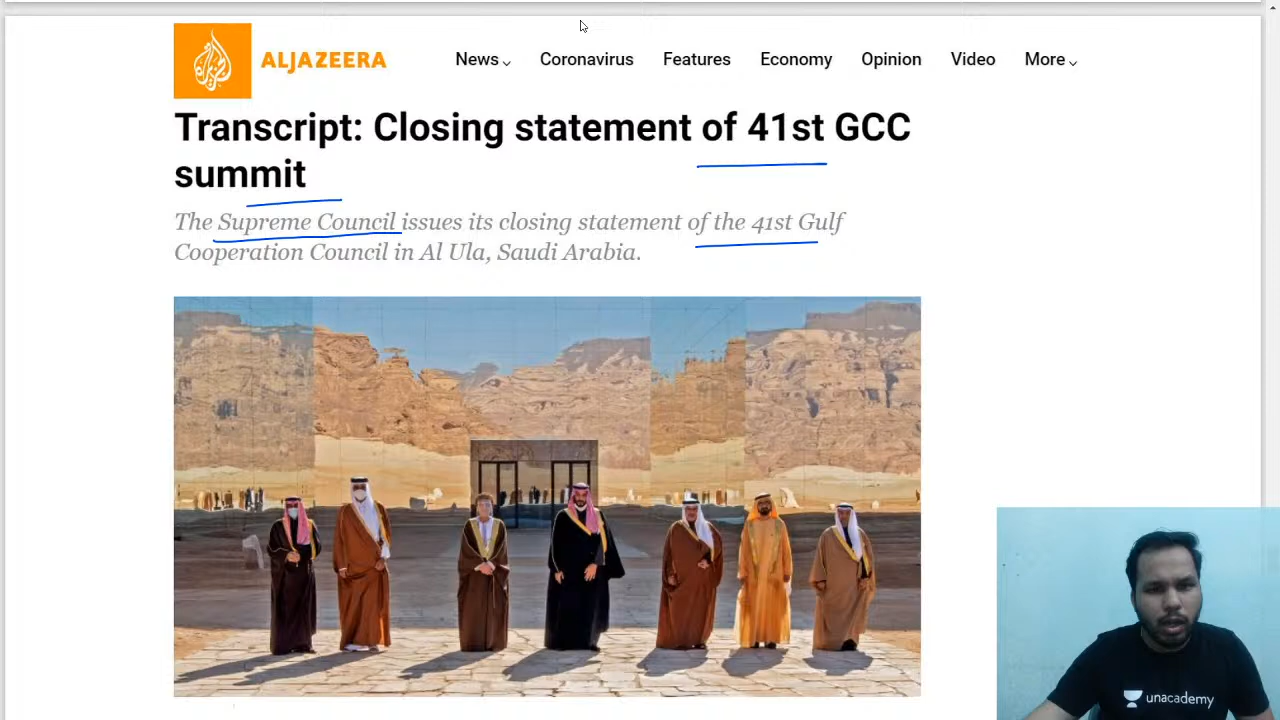 ALJAZEERA
News Coronavirus Features Economy Opinion Video More
Transcript: Closing statement of 41st GCC
summit
The Supreme Council issues its closing statement of the 41st Gulf
Cooperation Council in Al Ula, Saudi Arabia.
unacademy